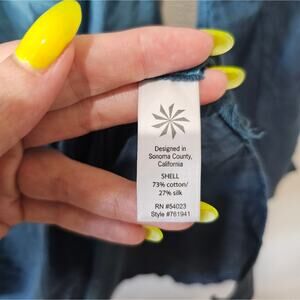 Designed in
Sonoma County,
California
SHELL
73% cotton/
27% silk
RN #54023
Style #761941